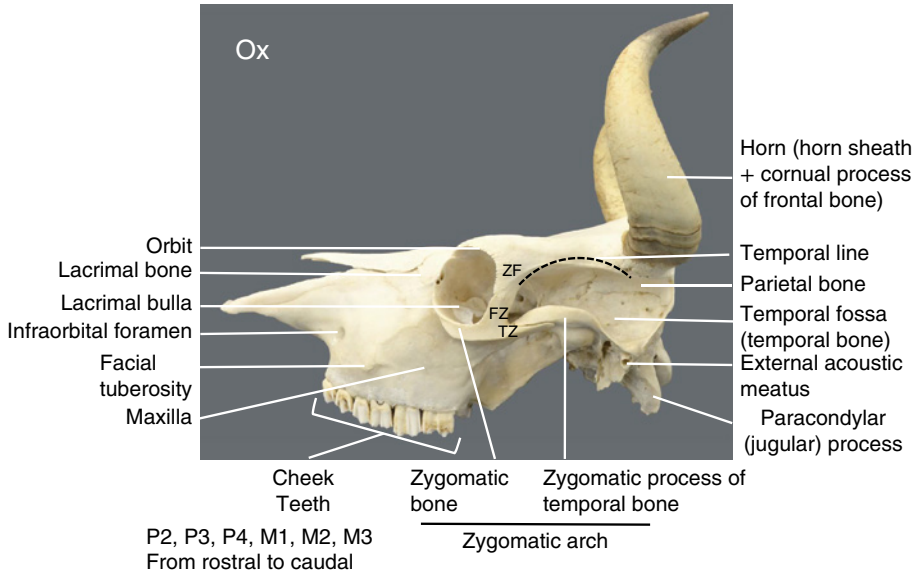 Ox
Horn (horn sheath
+ cornual process
of frontal bone)
Orbit
Lacrimal bone
Lacrimal bulla
Infraorbital foramen
Facial
tuberosity
Maxilla
ZF
FZ
TZ
Temporal line
Parietal bone
Temporal fossa
(temporal bone)
External acoustic
meatus
Paracondylar
(jugular) process
Cheek
Teeth
Zygomatic
bone
Zygomatic process of
temporal bone
P2, P3, P4, M1, M2, M3
From rostral to caudal
Zygomatic arch